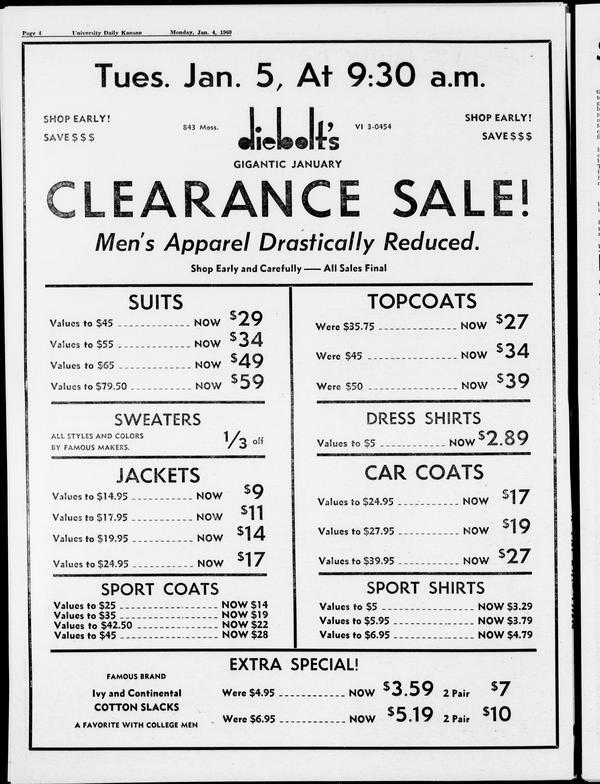 Page 4 University Daily Kansan Monday, Jan. 4, 1960
Tues. Jan. 5, At 9:30 a.m.
SHOP EARLY!
SAVE $ $ $
843 Mass.
diebolt's
VI 3-0454
SHOP EARLY!
SAVE $ $ $
GIGANTIC JANUARY
CLEARANCE SALE!
Men's Apparel Drastically Reduced.
Shop Early and Carefully — All Sales Final
SUITS
Values to $45 NOW $29
Values to $55 NOW $34
Values to $65 NOW $49
Values to $79.50 NOW $59
SWEATERS
ALL STYLES AND COLORS
BY FAMOUS MAKERS.
1/3 off
JACKETS
Values to $14.95 NOW $9
Values to $17.95 NOW $11
Values to $19.95 NOW $14
Values to $24.95 NOW $17
SPORT COATS
Values to $25 NOW $14
Values to $35 NOW $19
Values to $42.50 NOW $22
Values to $45 NOW $28
TOPCOATS
Were $35.75 NOW $27
Were $45 NOW $34
Were $50 NOW $39
DRESS SHIRTS
Values to $5 NOW $2.89
CAR COATS
Values to $24.95 NOW $17
Values to $27.95 NOW $19
Values to $39.95 NOW $27
SPORT SHIRTS
Values to $5 NOW $3.29
Values to $5.95 NOW $3.79
Values to $6.95 NOW $4.79
EXTRA SPECIAL!
FAMOUS BRAND
Ivy and Continental
COTTON SLACKS
A FAVORITE WITH COLLEGE MEN
Were $4.95 NOW $3.59 2 Pair $7
Were $6.95 NOW $5.19 2 Pair $10